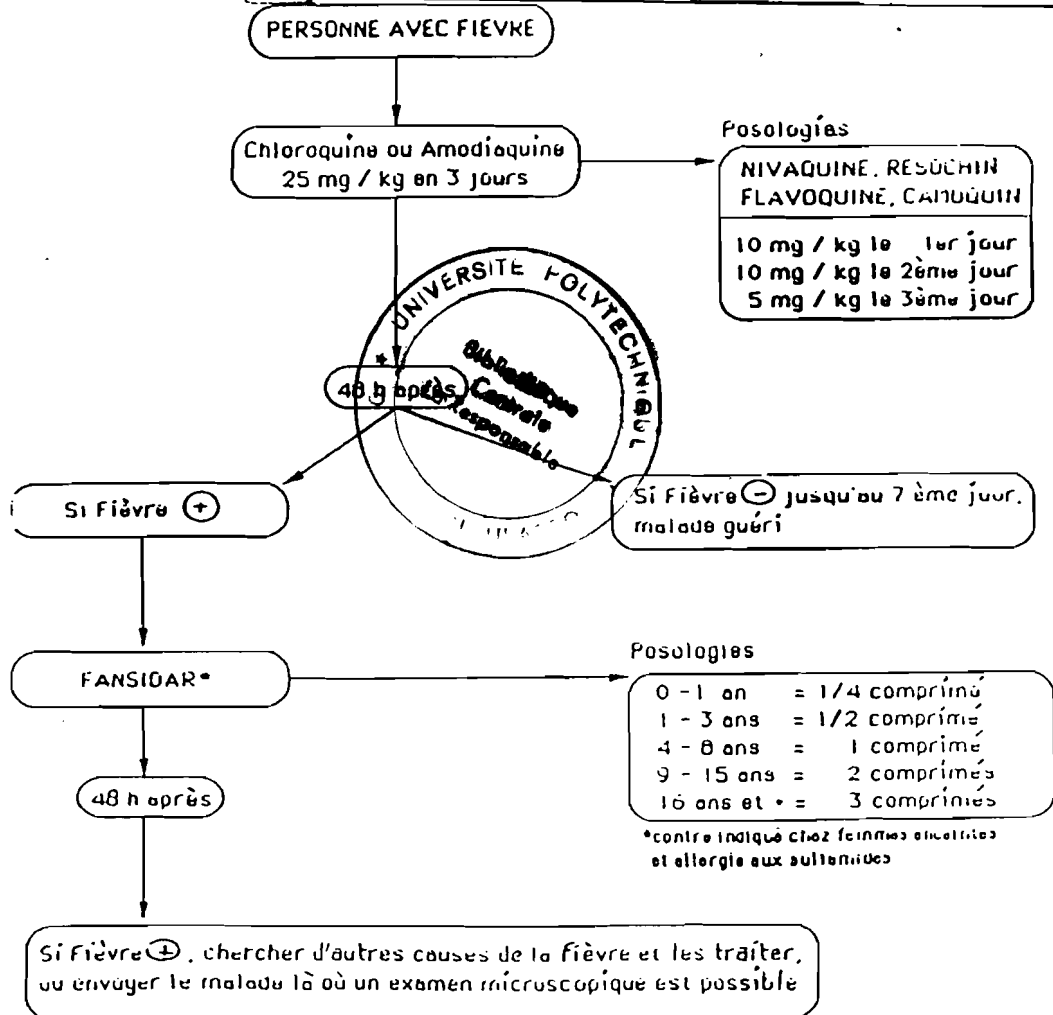 PERSONNE AVEC FIEVRE
Chloroquine ou Amodiaquine
25 mg / kg en 3 jours
Posologies
NIVAQUINE, RESOCHIN
FLAVOQUINE, CAMOQUIN
10 mg / kg le 1er jour
10 mg / kg le 2ème jour
5 mg / kg le 3ème jour
UNIVERSITE POLYTECHNIQUE
Bibliothèque
Centrale
Responsable
48 h après
Si Fièvre +
Si Fièvre - jusqu'au 7 ème jour,
malade guéri
FANSIDAR*
Posologies
0 - 1 an = 1/4 comprimé
1 - 3 ans = 1/2 comprimé
4 - 8 ans = 1 comprimé
9 - 15 ans = 2 comprimés
16 ans et + = 3 comprimés
*contre indiqué chez femmes enceintes
et allergie aux sulfamides
48 h après
Si Fièvre +, chercher d'autres causes de la fièvre et les traiter,
ou envoyer le malade là où un examen microscopique est possible